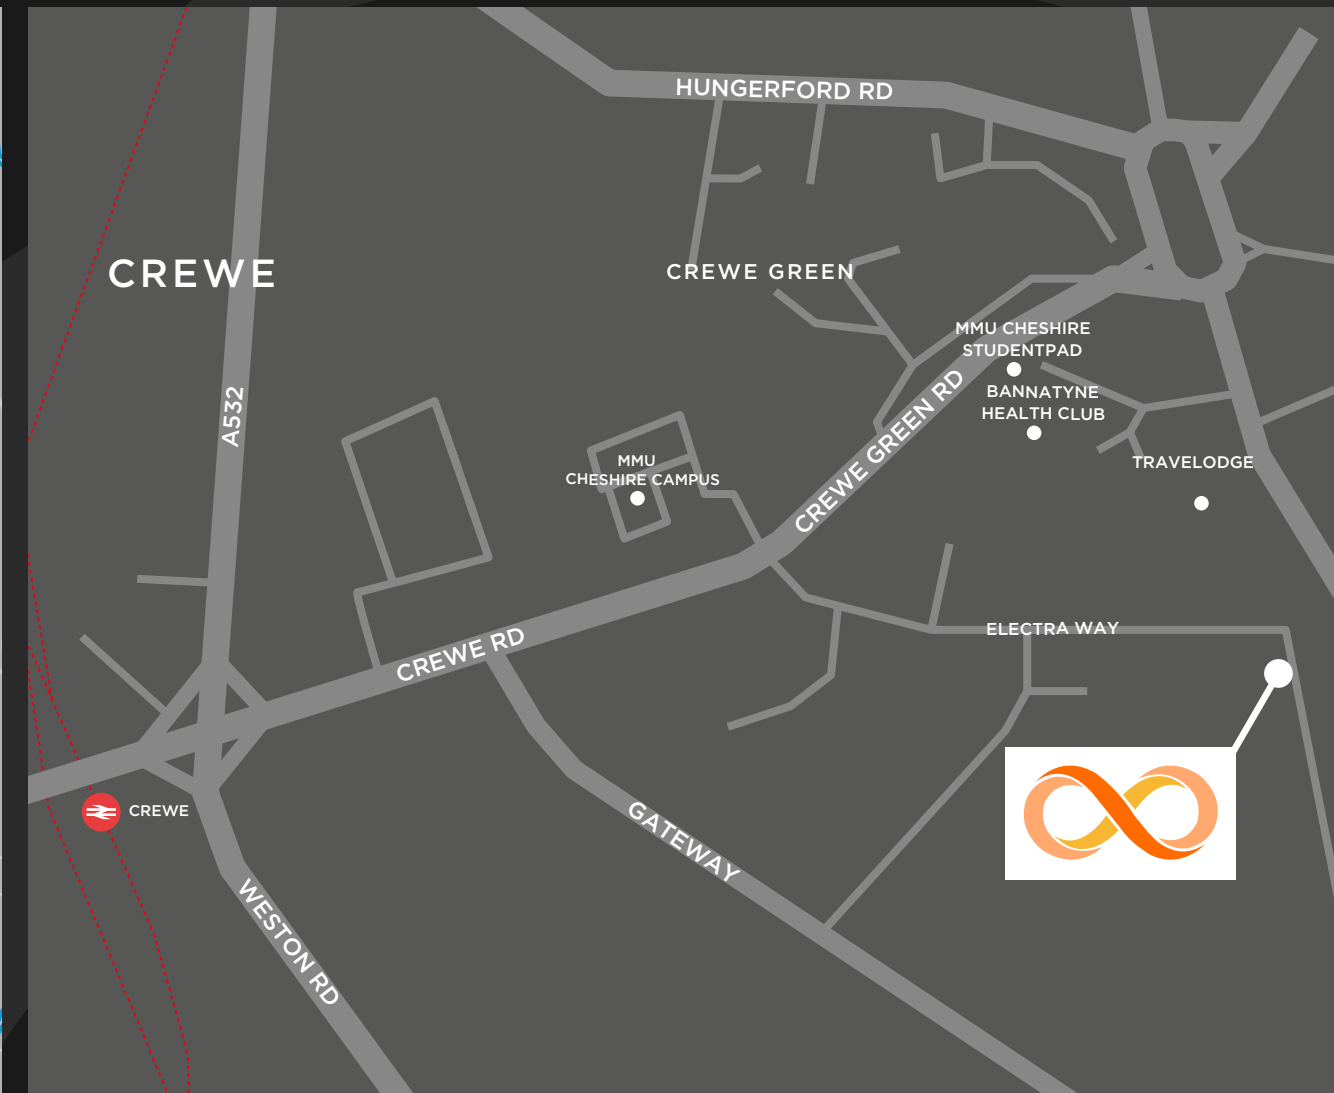 HUNGERFORD RD
CREWE
CREWE GREEN
MMU CHESHIRE
STUDENTPAD
A532
CREWE GREEN RD
BANNATYNE
HEALTH CLUB
MMU
CHESHIRE CAMPUS
TRAVELODGE
ELECTRA WAY
CREWE RD
CREWE
GATEWAY
WESTON RD